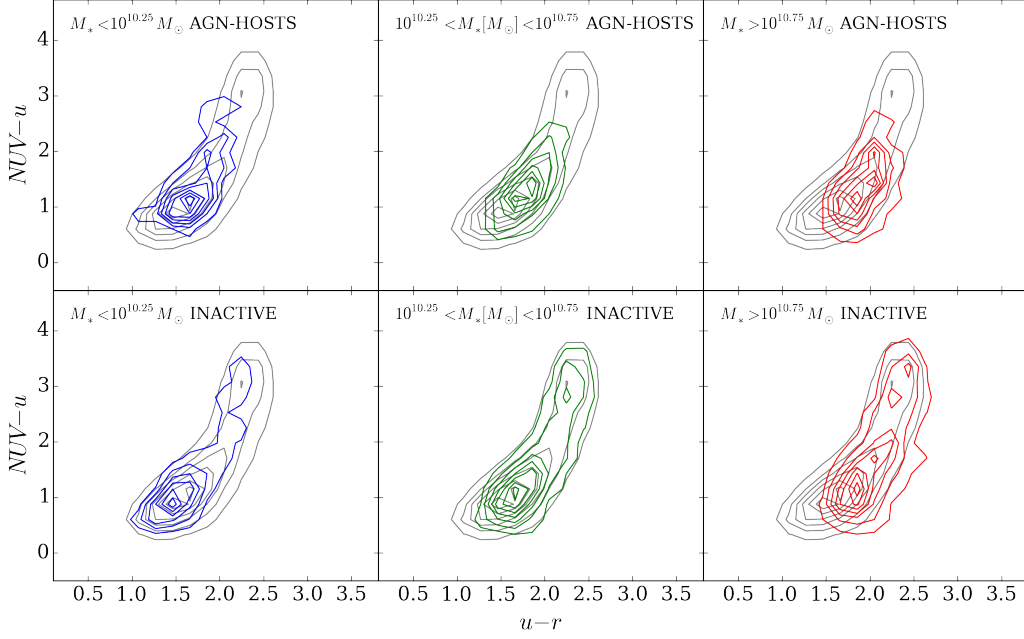 M∗<10^10.25 M⊙ AGN-HOSTS
10^10.25 <M∗[M⊙]<10^10.75 AGN-HOSTS
M∗>10^10.75 M⊙ AGN-HOSTS
4
3
2
1
0
NUV−u
M∗<10^10.25 M⊙ INACTIVE
10^10.25 <M∗[M⊙]<10^10.75 INACTIVE
M∗>10^10.75 M⊙ INACTIVE
4
3
2
1
0
NUV−u
0.5 1.0 1.5 2.0 2.5 3.0 3.5
0.5 1.0 1.5 2.0 2.5 3.0 3.5
0.5 1.0 1.5 2.0 2.5 3.0 3.5
u−r